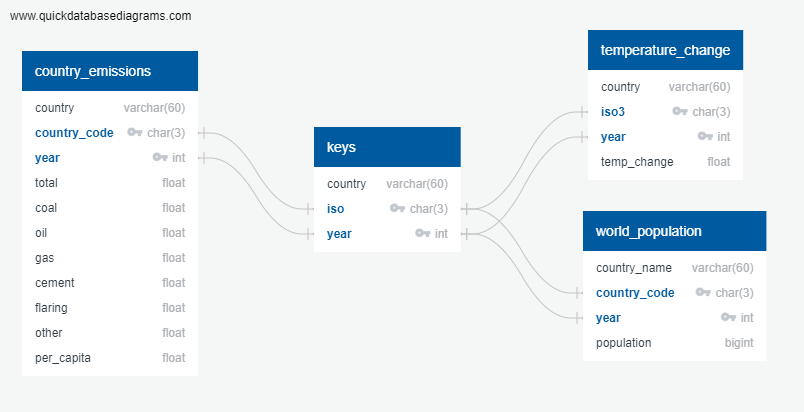 www.quickdatabasediagrams.com
country_emissions
country varchar(60)
country_code char(3)
year int
total float
coal float
oil float
gas float
cement float
flaring float
other float
per_capita float
keys
country varchar(60)
iso char(3)
year int
temperature_change
country varchar(60)
iso3 char(3)
year int
temp_change float
world_population
country_name varchar(60)
country_code char(3)
year int
population bigint